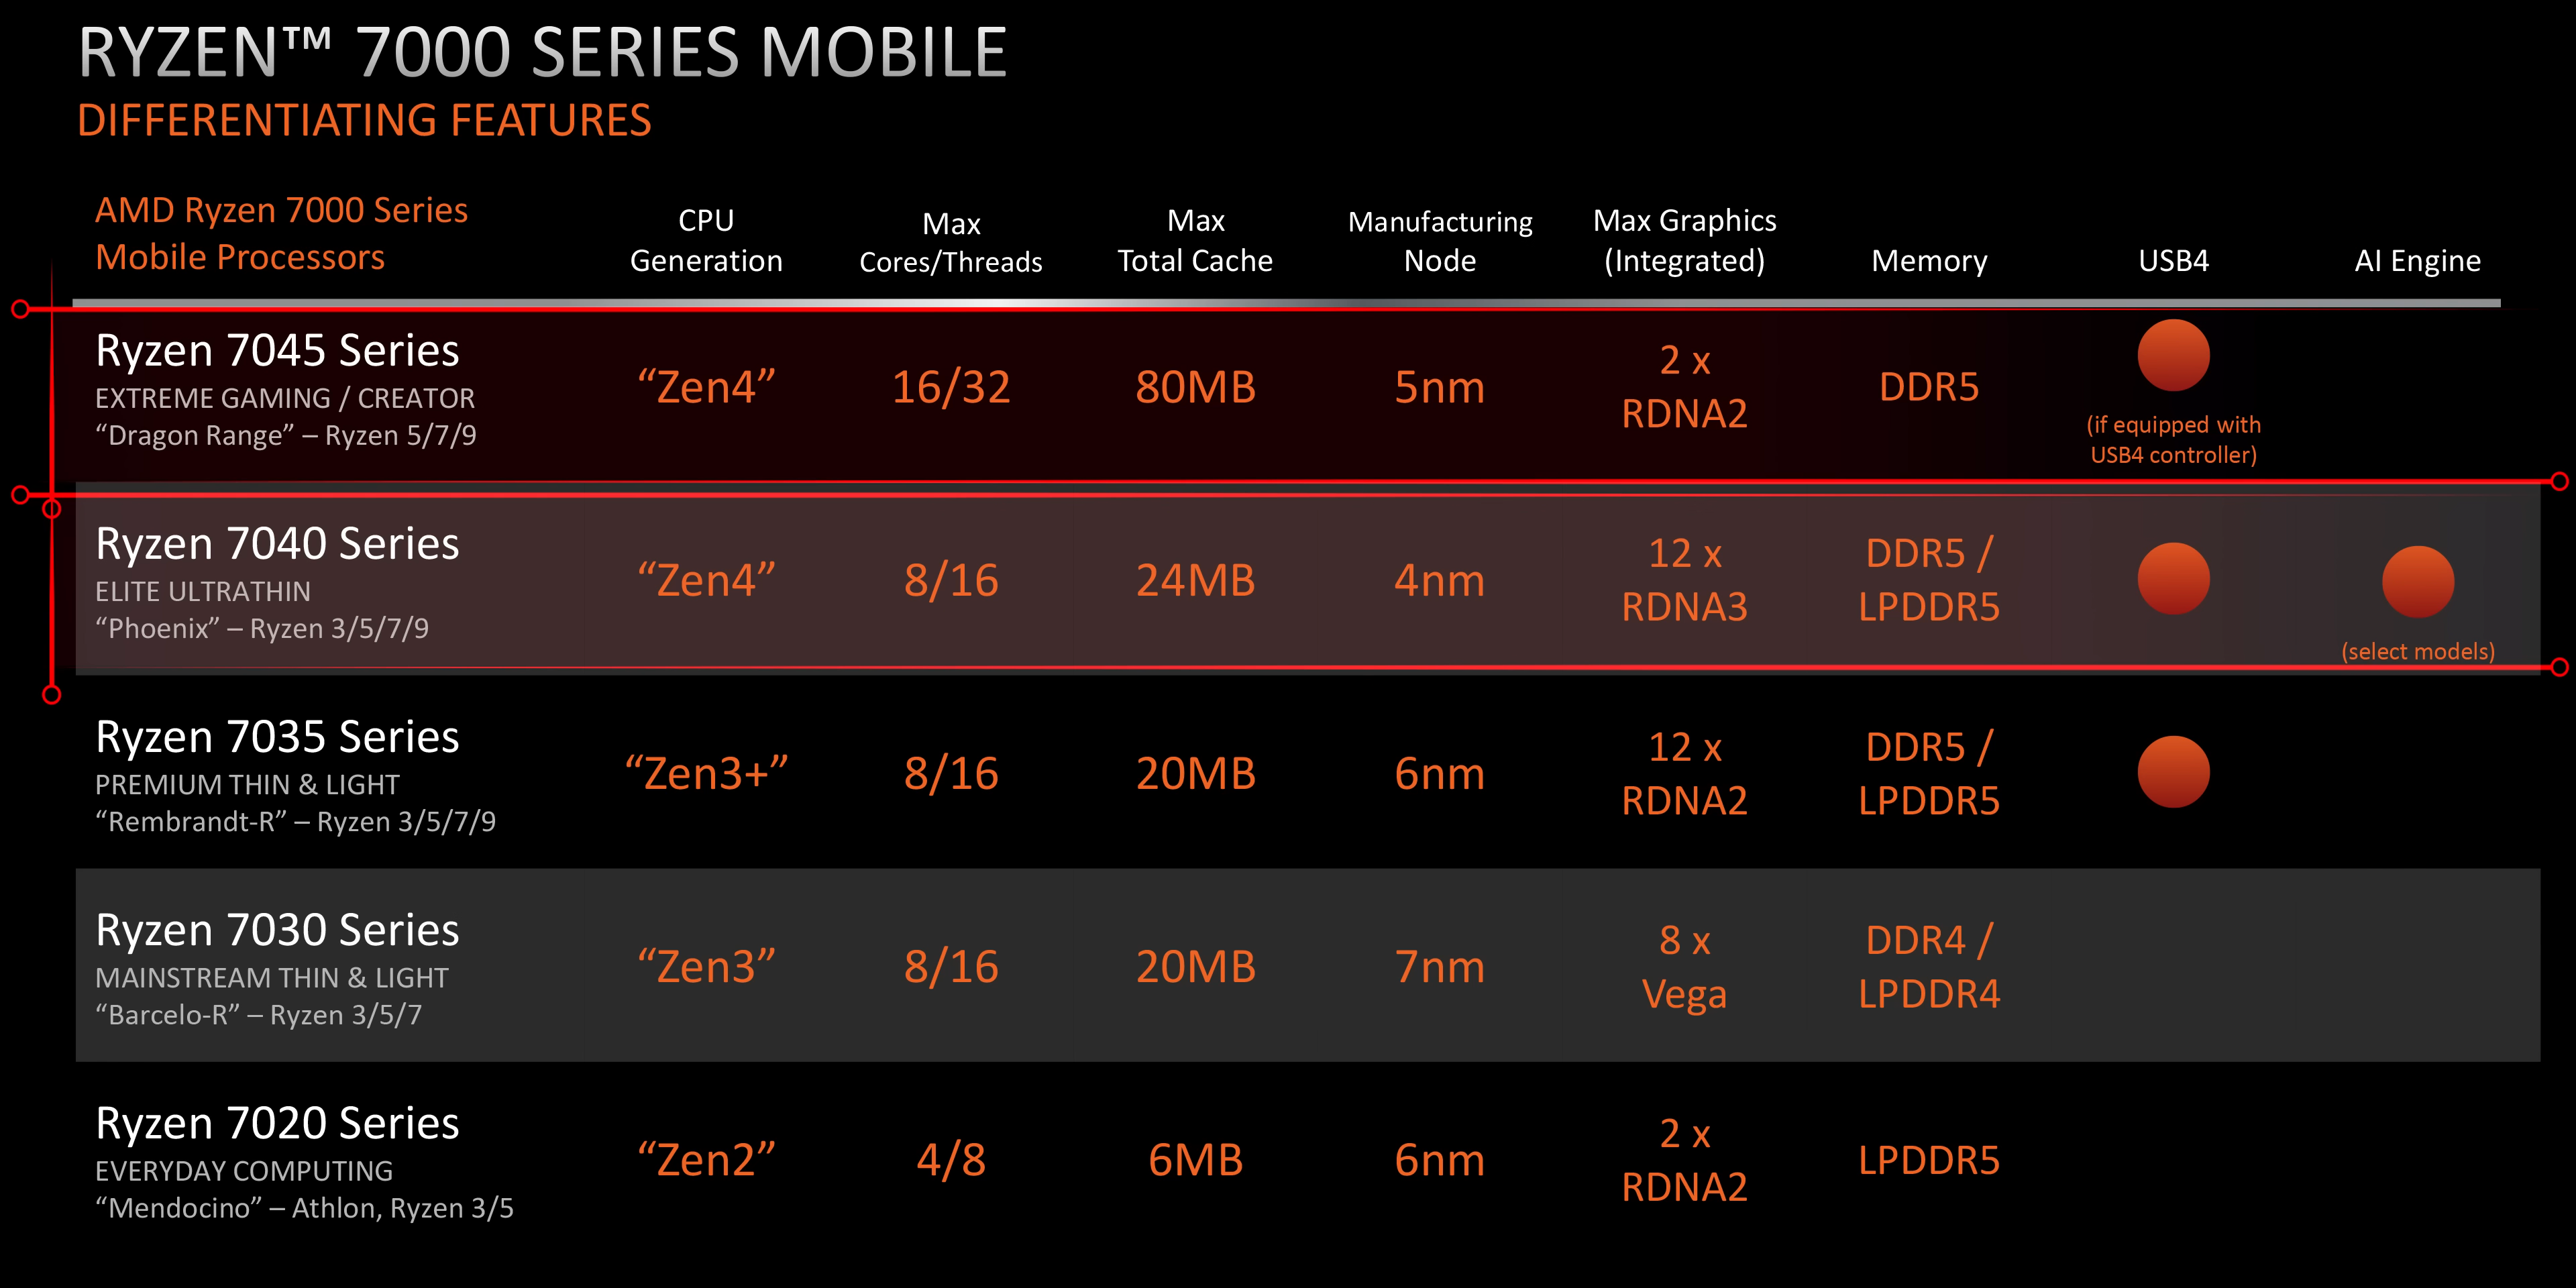 RYZEN™ 7000 SERIES MOBILE
DIFFERENTIATING FEATURES
AMD Ryzen 7000 Series
Mobile Processors
CPU
Generation
Max
Cores/Threads
Max
Total Cache
Manufacturing
Node
Max Graphics
(Integrated)
Memory
USB4
AI Engine
Ryzen 7045 Series
EXTREME GAMING / CREATOR
“Dragon Range” – Ryzen 5/7/9
“Zen4”
16/32
80MB
5nm
2 x
RDNA2
DDR5
(if equipped with
USB4 controller)
Ryzen 7040 Series
ELITE ULTRATHIN
“Phoenix” – Ryzen 3/5/7/9
“Zen4”
8/16
24MB
4nm
12 x
RDNA3
DDR5 /
LPDDR5
(select models)
Ryzen 7035 Series
PREMIUM THIN & LIGHT
“Rembrandt-R” – Ryzen 3/5/7/9
“Zen3+”
8/16
20MB
6nm
12 x
RDNA2
DDR5 /
LPDDR5
Ryzen 7030 Series
MAINSTREAM THIN & LIGHT
“Barcelo-R” – Ryzen 3/5/7
“Zen3”
8/16
20MB
7nm
8 x
Vega
DDR4 /
LPDDR4
Ryzen 7020 Series
EVERYDAY COMPUTING
“Mendocino” – Athlon, Ryzen 3/5
“Zen2”
4/8
6MB
6nm
2 x
RDNA2
LPDDR5